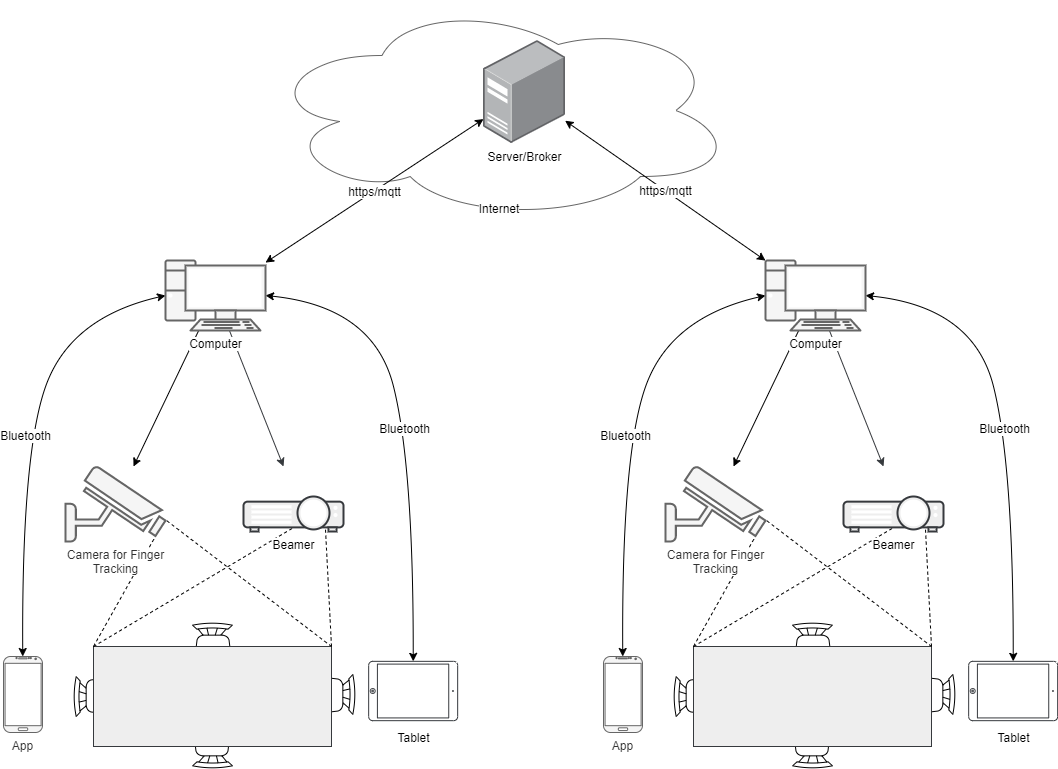 Server/Broker
https/mqtt
https/mqtt
Internet
Computer
Computer
Bluetooth
Bluetooth
Bluetooth
Bluetooth
Camera for Finger
Tracking
Beamer
Camera for Finger
Tracking
Beamer
App
Tablet
App
Tablet